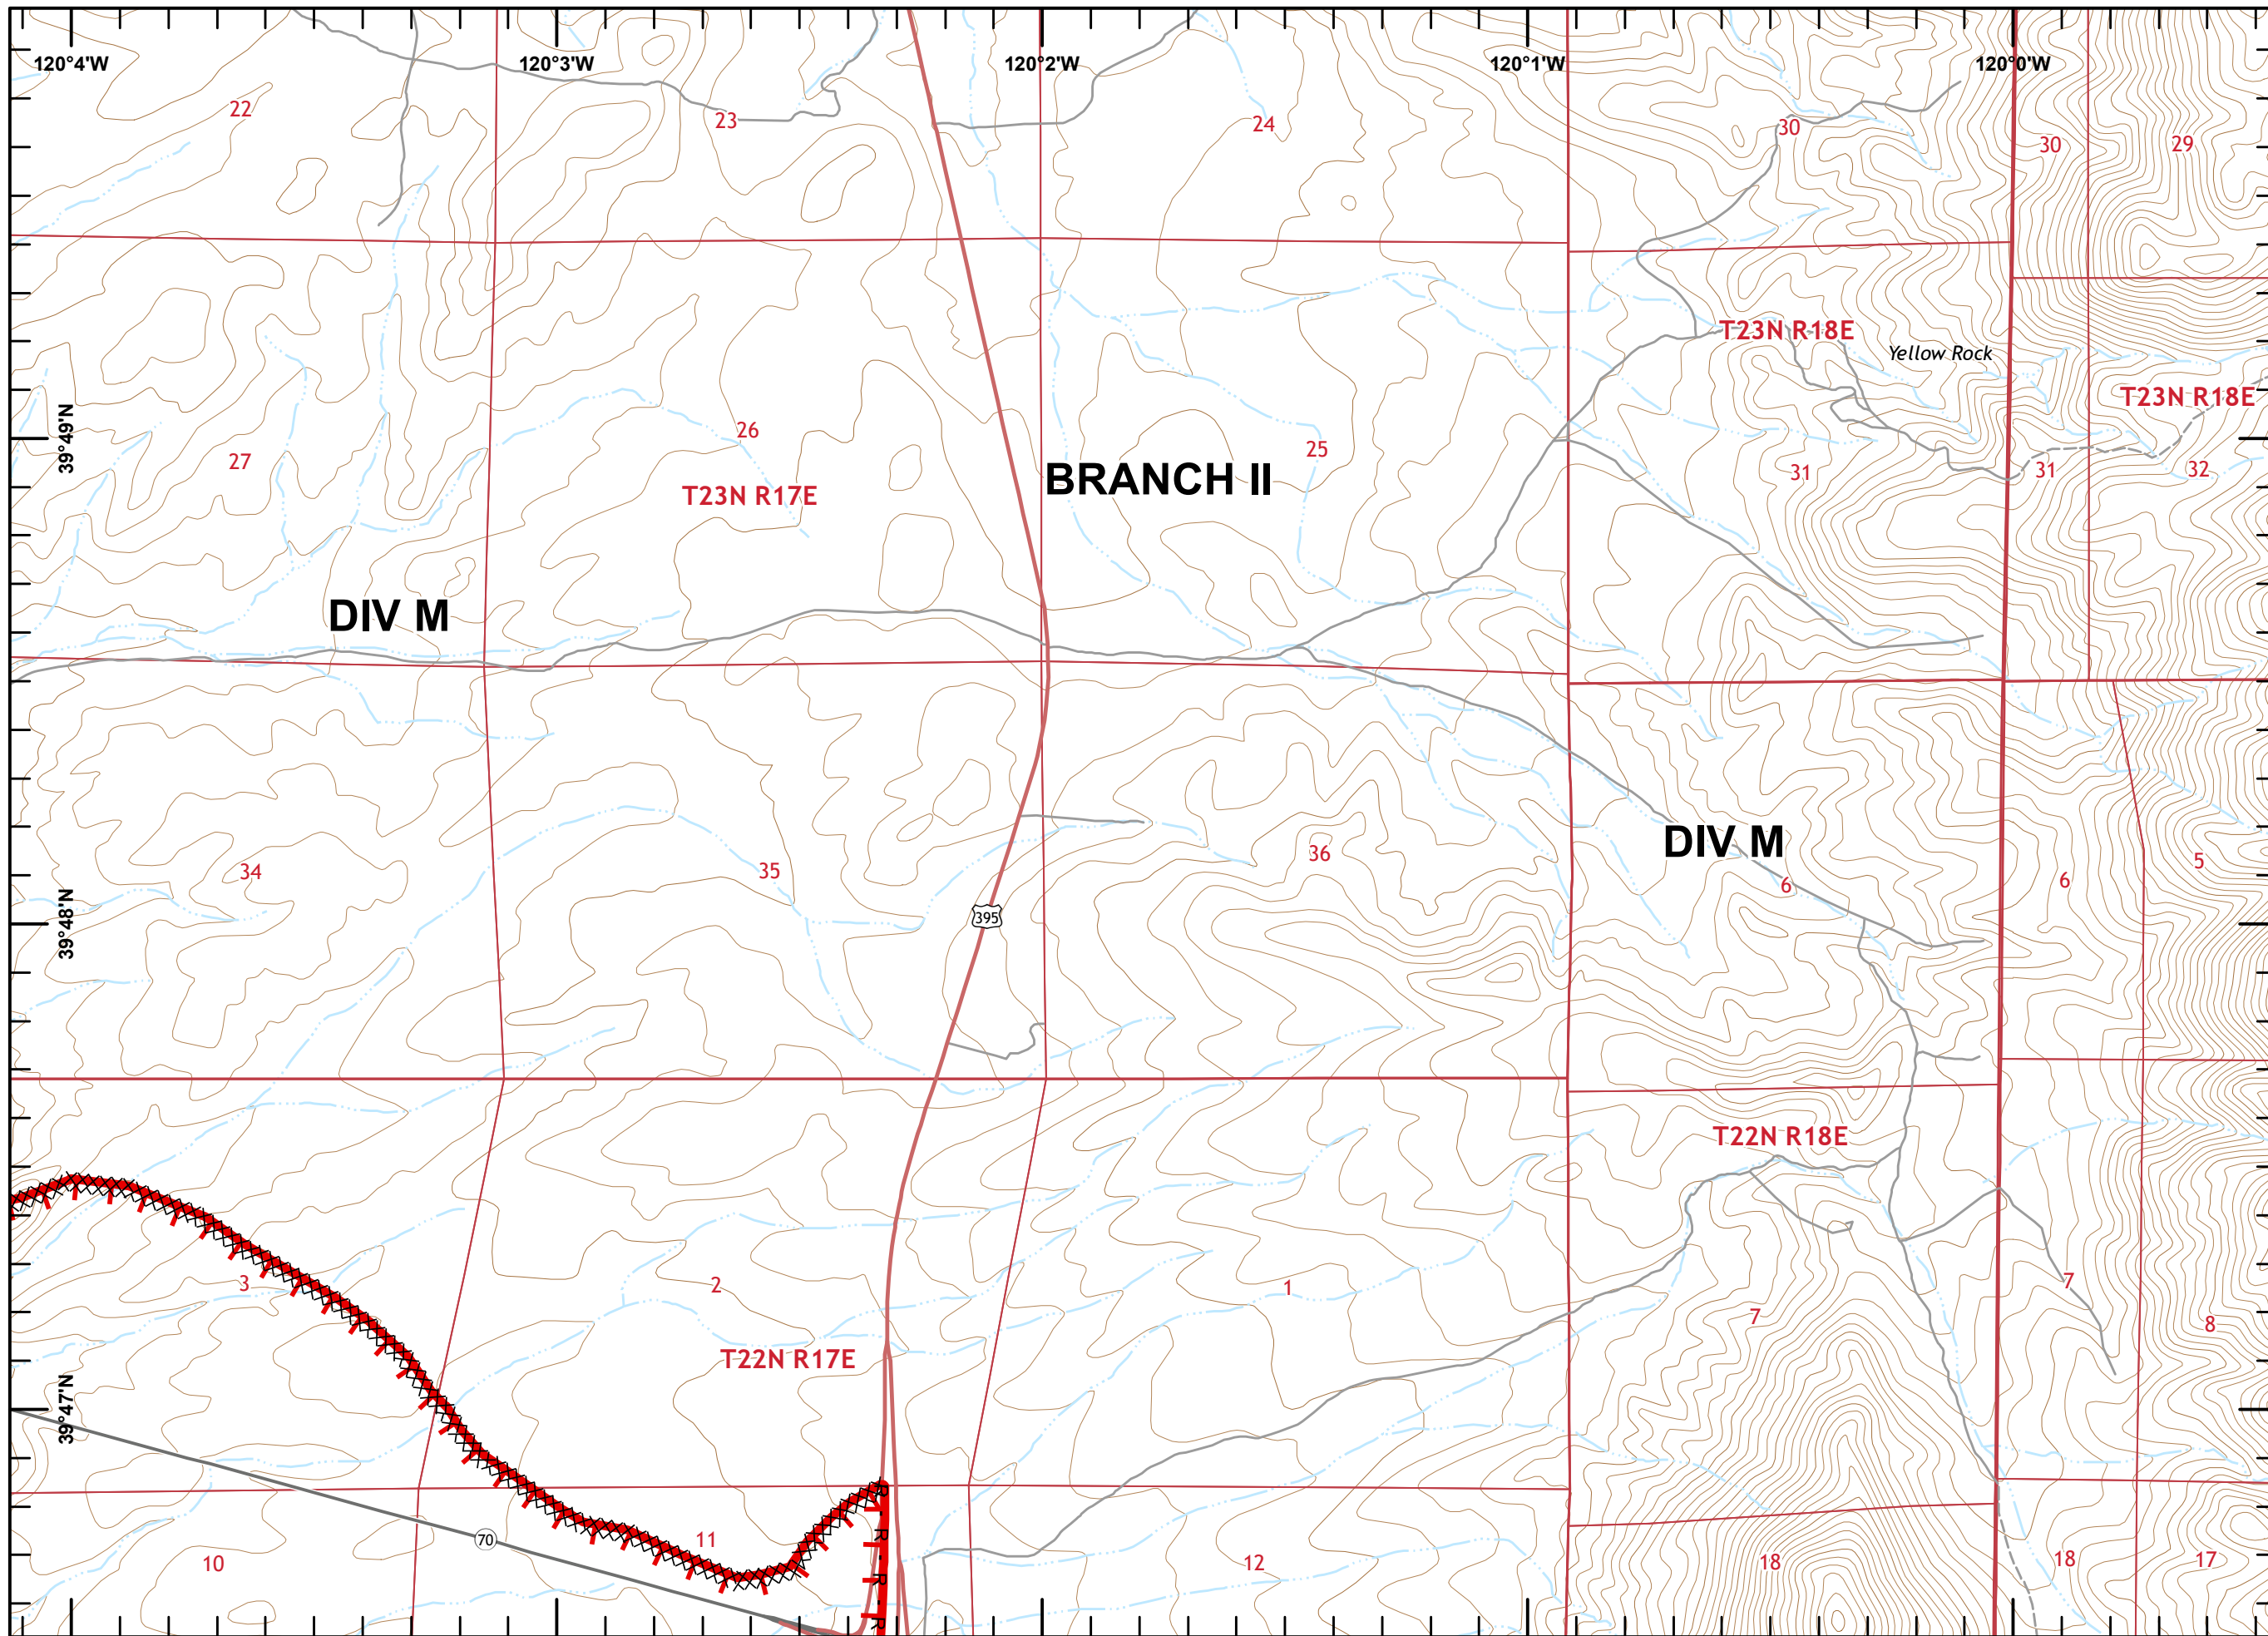 120°4'W 120°3'W 120°2'W 120°1'W 120°0'W
22 23 24 30 30 29
T23N R18E
Yellow Rock
T23N R18E
39°49'N
27 26 25 31 31 32
T23N R17E
BRANCH II
DIV M
DIV M
34 35 36 6 6 5
39°48'N
395
T22N R18E
3 2 1 7 7 8
T22N R17E
39°47'N
70
10 11 12 18 18 17
R
R
R
R